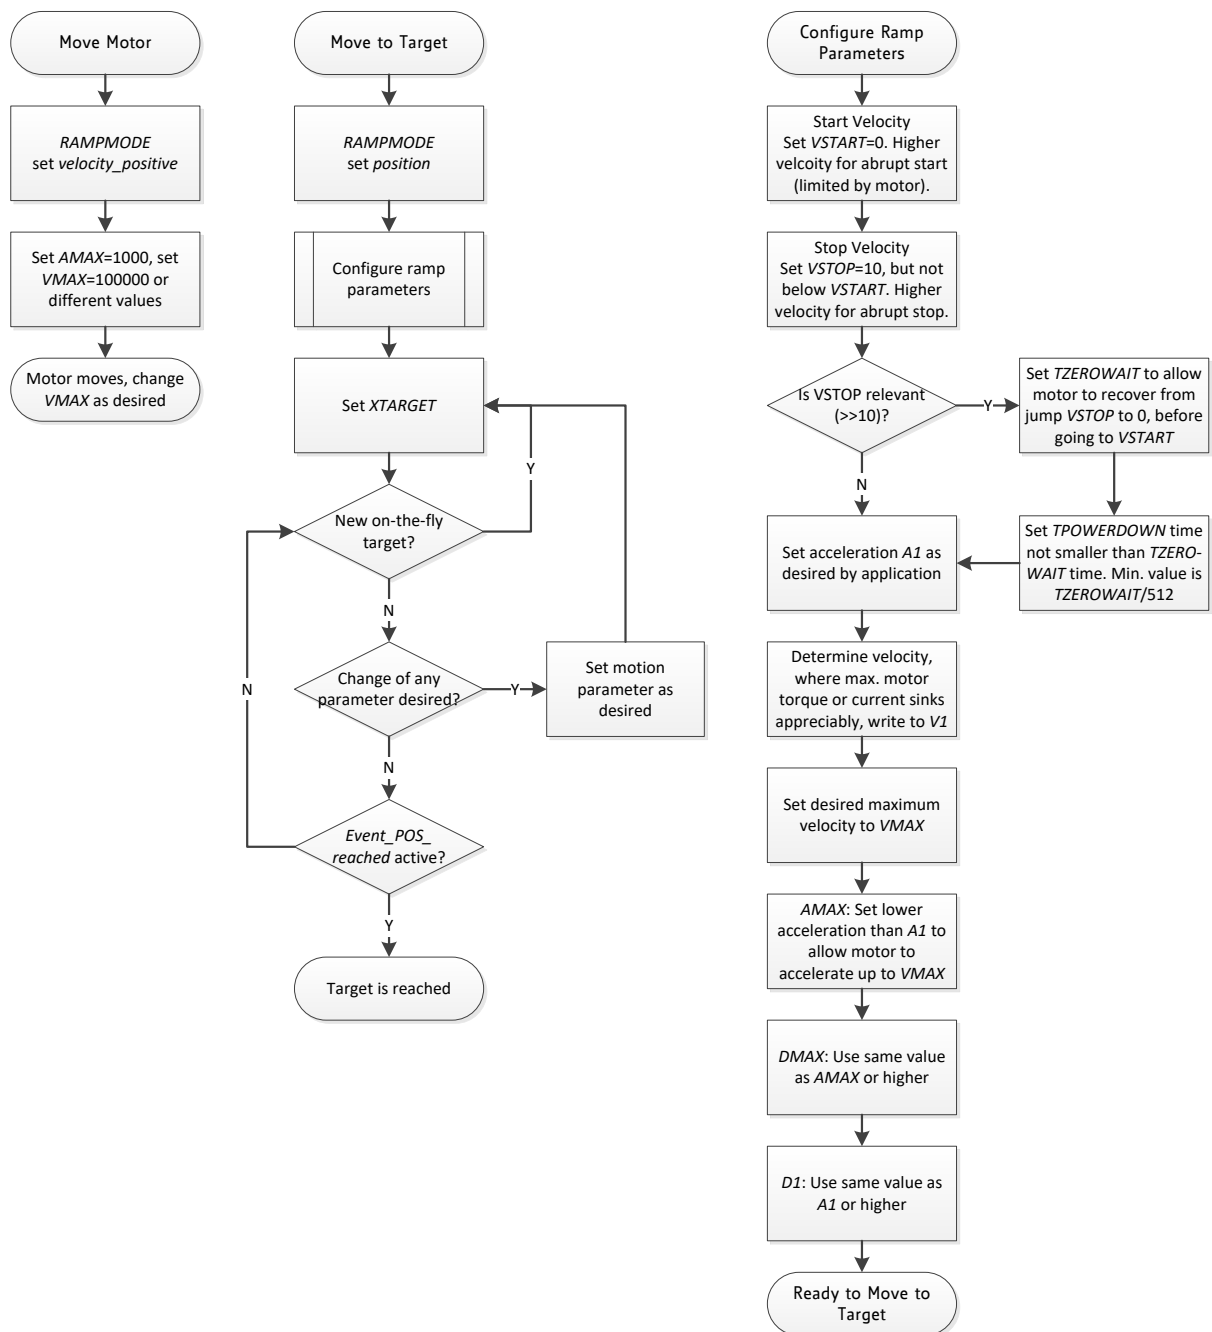 Move Motor
RAMPMODE
set velocity_positive
Set AMAX=1000, set
VMAX=100000 or
different values
Motor moves, change
VMAX as desired
Move to Target
RAMPMODE
set position
Configure ramp
parameters
Set XTARGET
Y
New on-the-fly
target?
N
Change of any
parameter desired?
Y
Set motion
parameter as
desired
N
N
Event_POS_
reached active?
Y
Target is reached
Configure Ramp
Parameters
Start Velocity
Set VSTART=0. Higher
velcoity for abrupt start
(limited by motor).
Stop Velocity
Set VSTOP=10, but not
below VSTART. Higher
velocity for abrupt stop.
Is VSTOP relevant
(>>10)?
Y
Set TZEROWAIT to allow
motor to recover from
jump VSTOP to 0, before
going to VSTART
N
Set TPOWERDOWN time
not smaller than TZERO-
WAIT time. Min. value is
TZEROWAIT/512
Set acceleration A1 as
desired by application
Determine velocity,
where max. motor
torque or current sinks
appreciably, write to V1
Set desired maximum
velocity to VMAX
AMAX: Set lower
acceleration than A1 to
allow motor to
accelerate up to VMAX
DMAX: Use same value
as AMAX or higher
D1: Use same value as
A1 or higher
Ready to Move to
Target